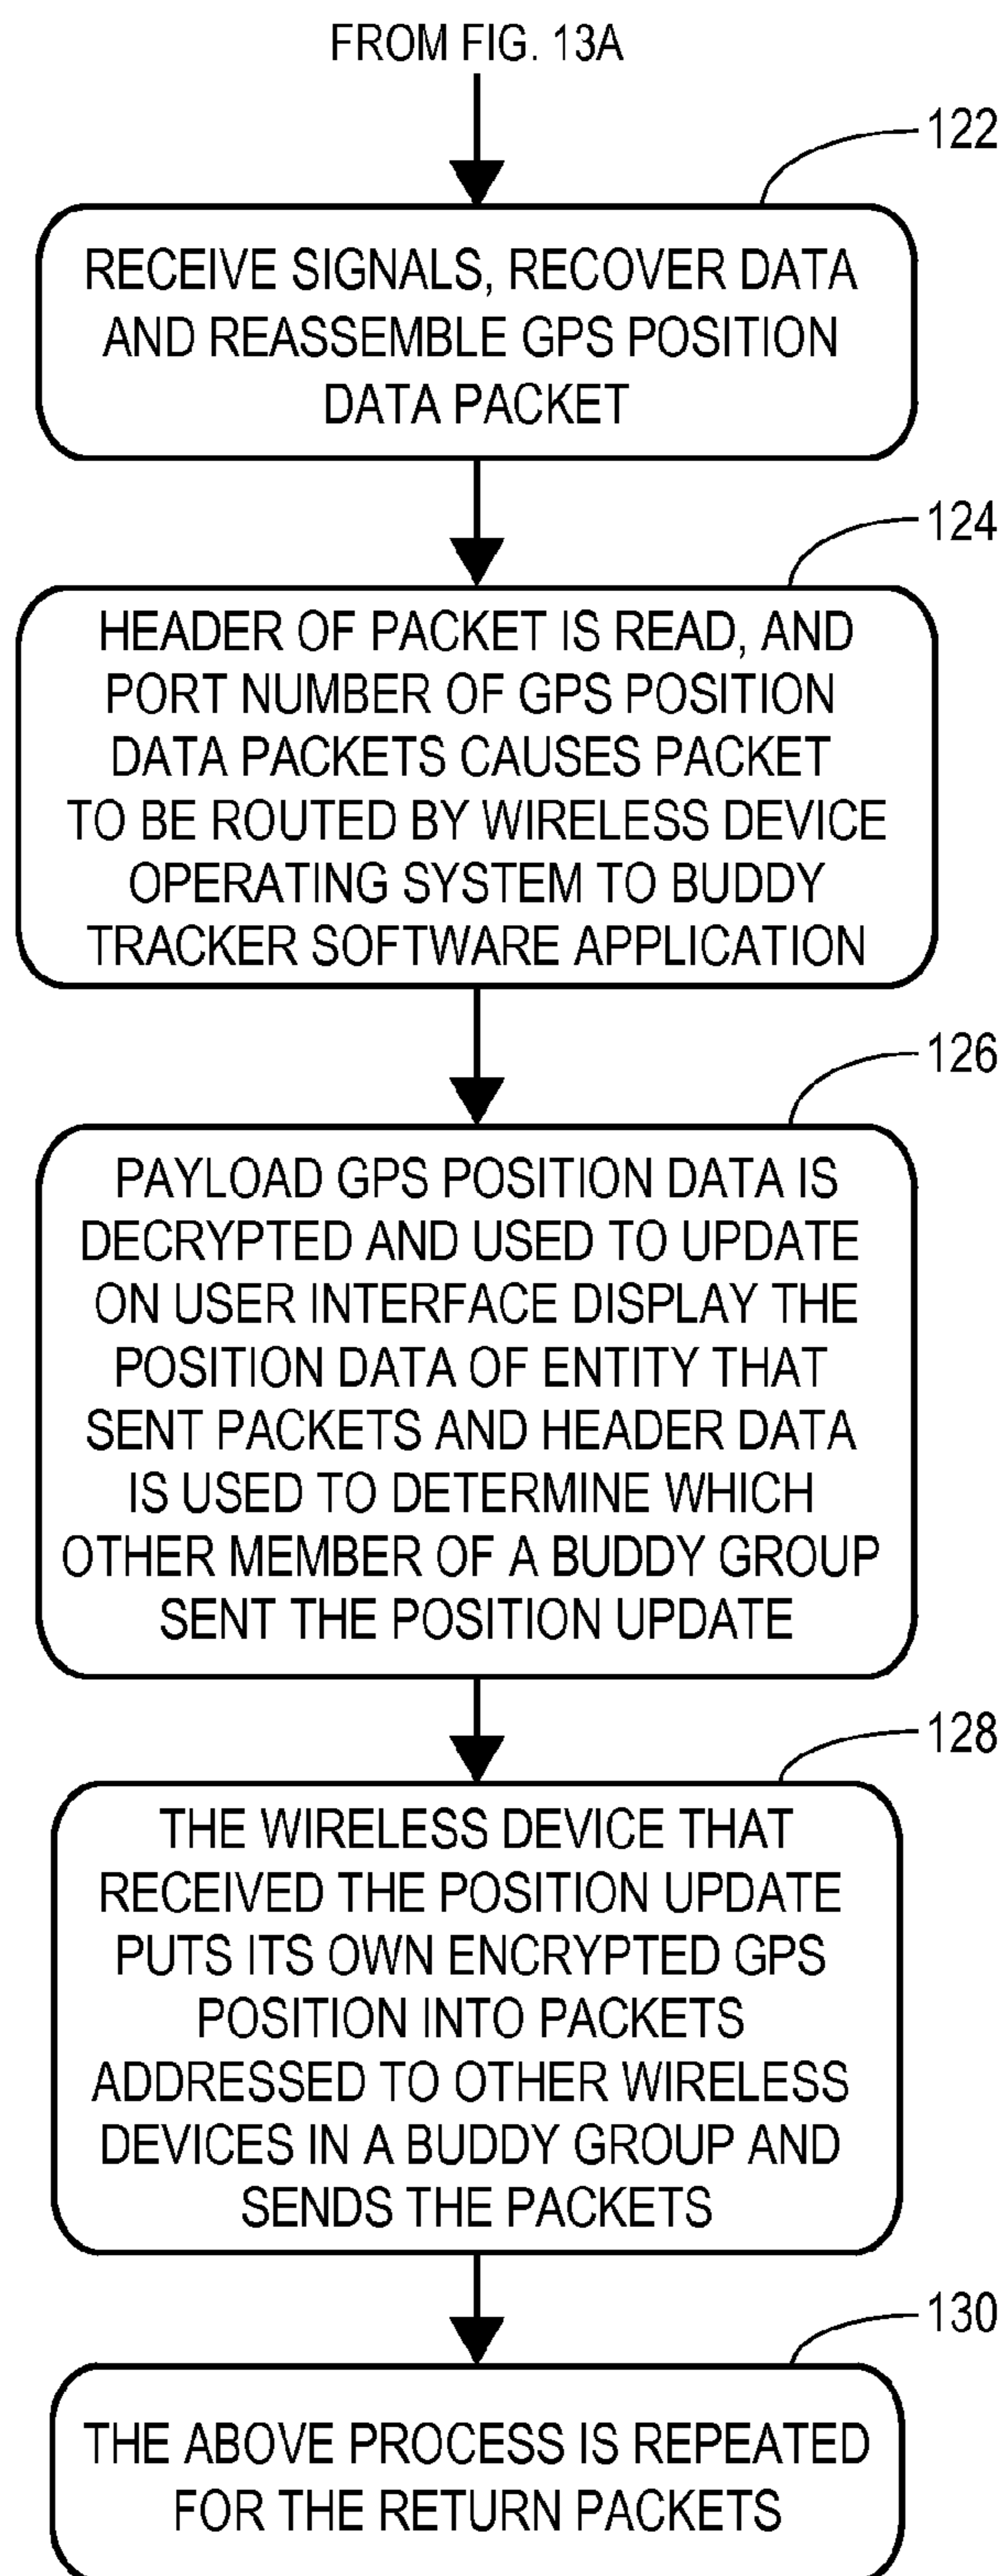 FROM FIG. 13A
122
RECEIVE SIGNALS, RECOVER DATA
AND REASSEMBLE GPS POSITION
DATA PACKET
124
HEADER OF PACKET IS READ, AND
PORT NUMBER OF GPS POSITION
DATA PACKETS CAUSES PACKET
TO BE ROUTED BY WIRELESS DEVICE
OPERATING SYSTEM TO BUDDY
TRACKER SOFTWARE APPLICATION
126
PAYLOAD GPS POSITION DATA IS
DECRYPTED AND USED TO UPDATE
ON USER INTERFACE DISPLAY THE
POSITION DATA OF ENTITY THAT
SENT PACKETS AND HEADER DATA
IS USED TO DETERMINE WHICH
OTHER MEMBER OF A BUDDY GROUP
SENT THE POSITION UPDATE
128
THE WIRELESS DEVICE THAT
RECEIVED THE POSITION UPDATE
PUTS ITS OWN ENCRYPTED GPS
POSITION INTO PACKETS
ADDRESSED TO OTHER WIRELESS
DEVICES IN A BUDDY GROUP AND
SENDS THE PACKETS
130
THE ABOVE PROCESS IS REPEATED
FOR THE RETURN PACKETS